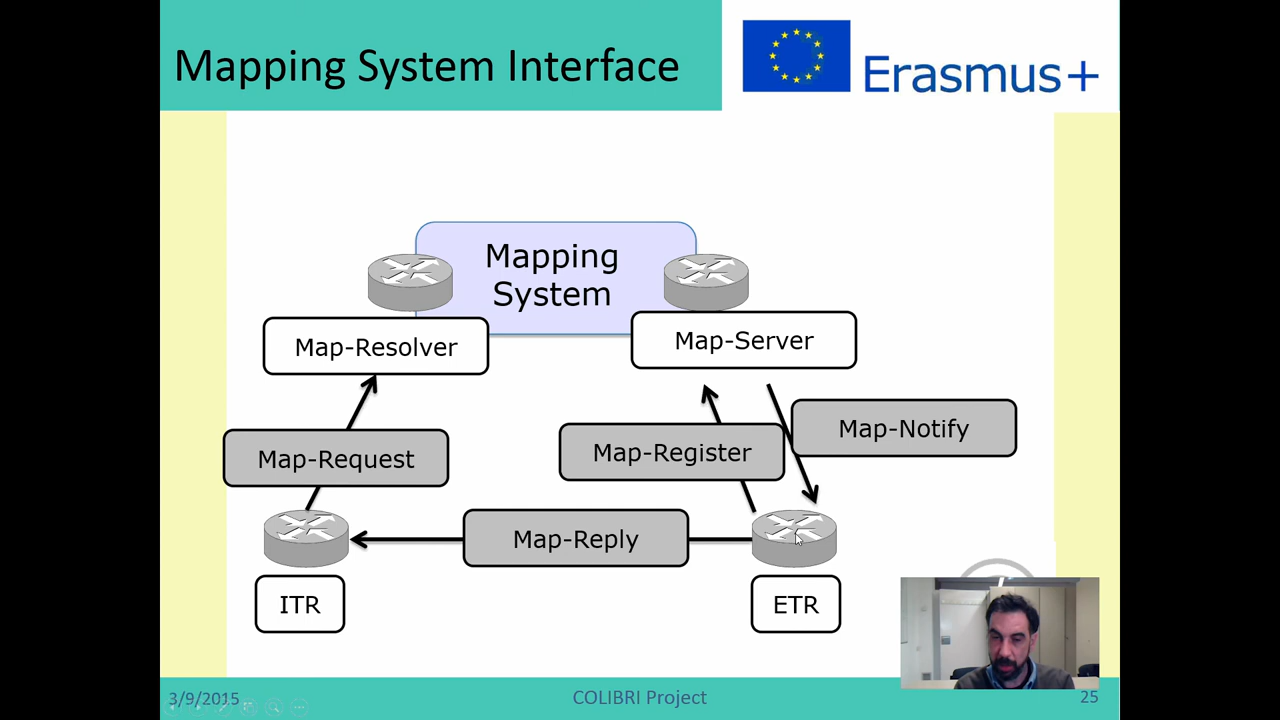 Mapping System Interface
Erasmus+
Mapping
System
Map-Resolver
Map-Server
Map-Notify
Map-Register
Map-Request
Map-Reply
ITR
ETR
3/9/2015
COLIBRI Project
25